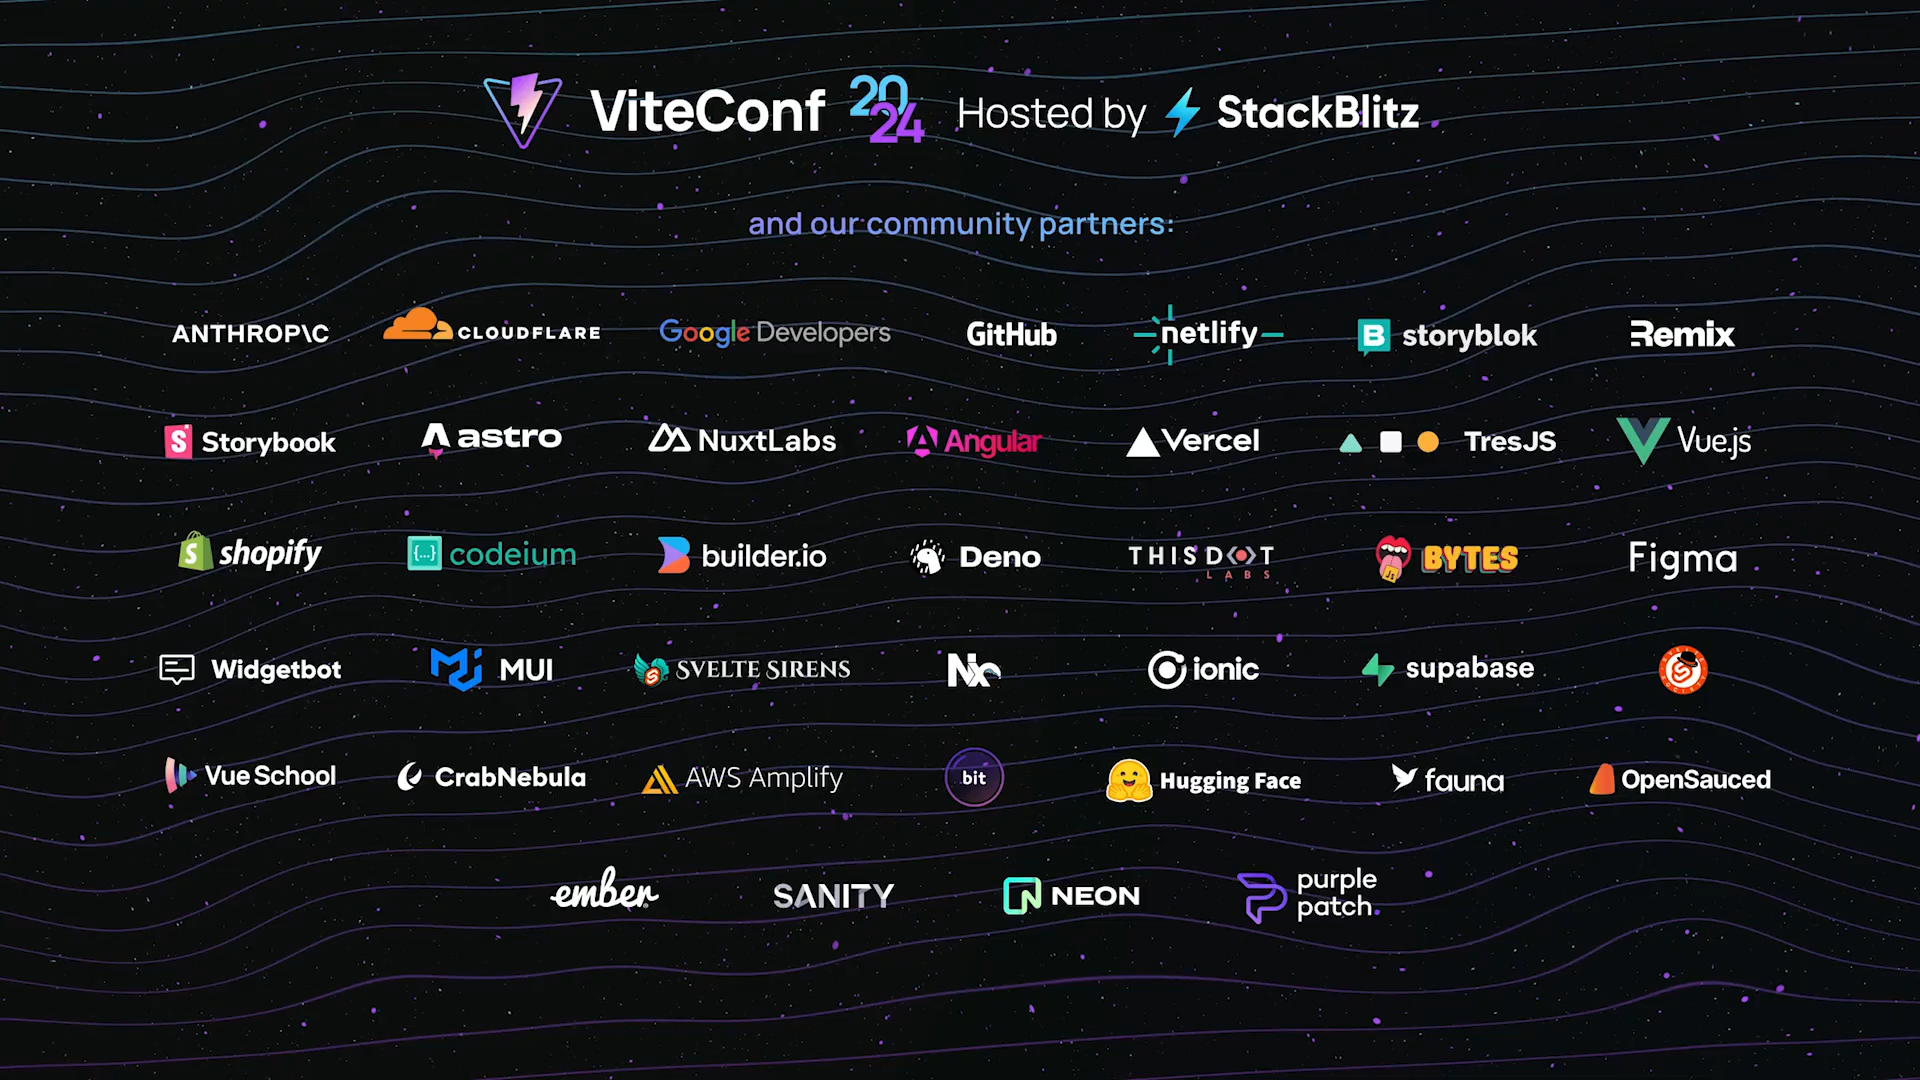 ViteConf 2024 Hosted by StackBlitz
and our community partners:
ANTHROP\C CLOUDFLARE Google Developers GitHub netlify storyblok Remix
Storybook astro NuxtLabs Angular Vercel TresJS Vue.js
shopify codeium builder.io Deno THIS DOT LABS JS BYTES Figma
Widgetbot MUI SVELTE SIRENS Nx ionic supabase
Vue School CrabNebula AWS Amplify bit Hugging Face fauna OpenSauced
ember SANITY NEON purple patch.